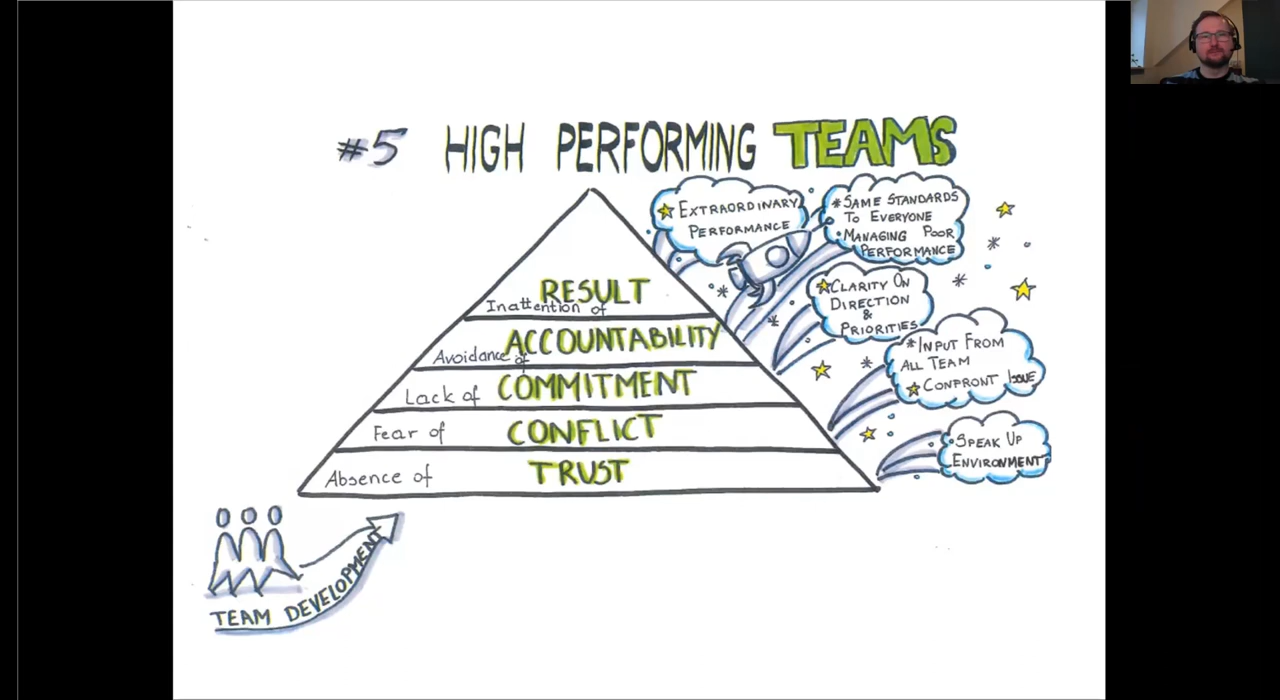 #5 HIGH PERFORMING TEAMS
★ EXTRAORDINARY
PERFORMANCE
* SAME STANDARDS
TO EVERYONE
• MANAGING POOR
PERFORMANCE
RESULT
Inattention of
★ CLARITY ON
DIRECTION
&
PRIORITIES
ACCOUNTABILITY
Avoidance of
* INPUT FROM
ALL TEAM
★ CONFRONT ISSUE
Lack of COMMITMENT
Fear of CONFLICT
• SPEAK UP
ENVIRONMENT
Absence of TRUST
TEAM DEVELOPMENT